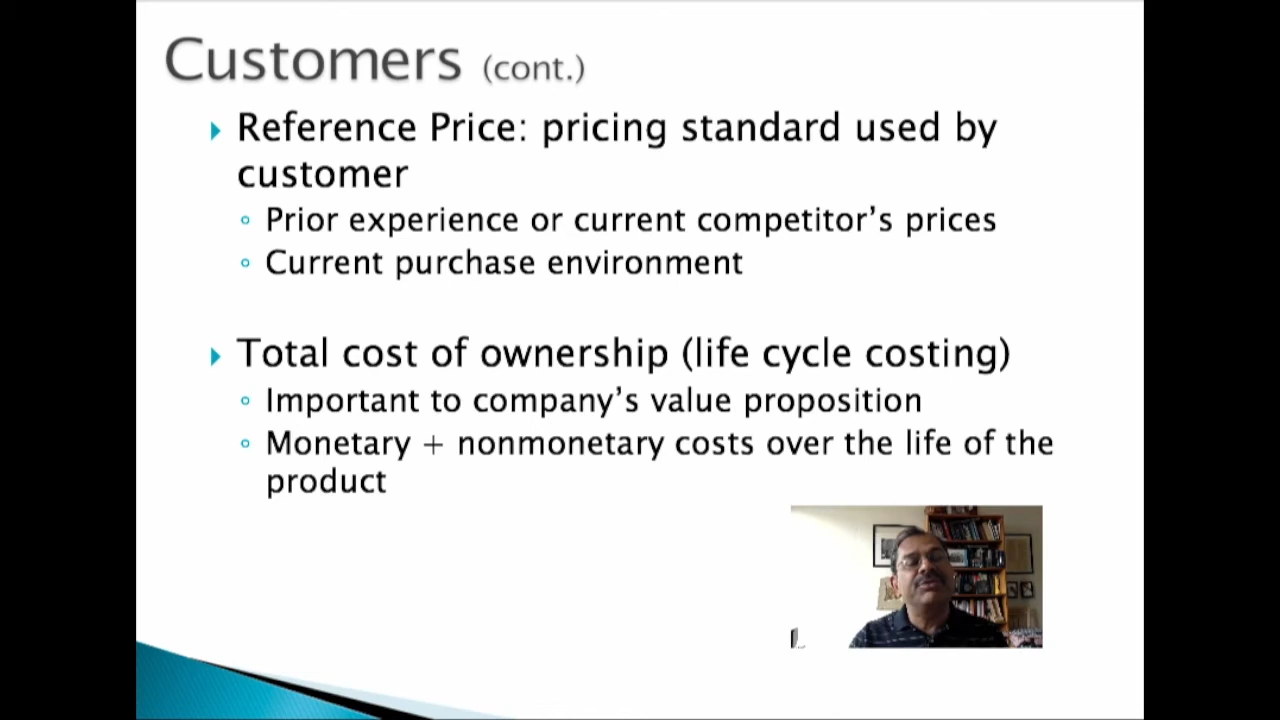 Customers (cont.)
Reference Price: pricing standard used by
customer
Prior experience or current competitor’s prices
Current purchase environment
Total cost of ownership (life cycle costing)
Important to company’s value proposition
Monetary + nonmonetary costs over the life of the
product